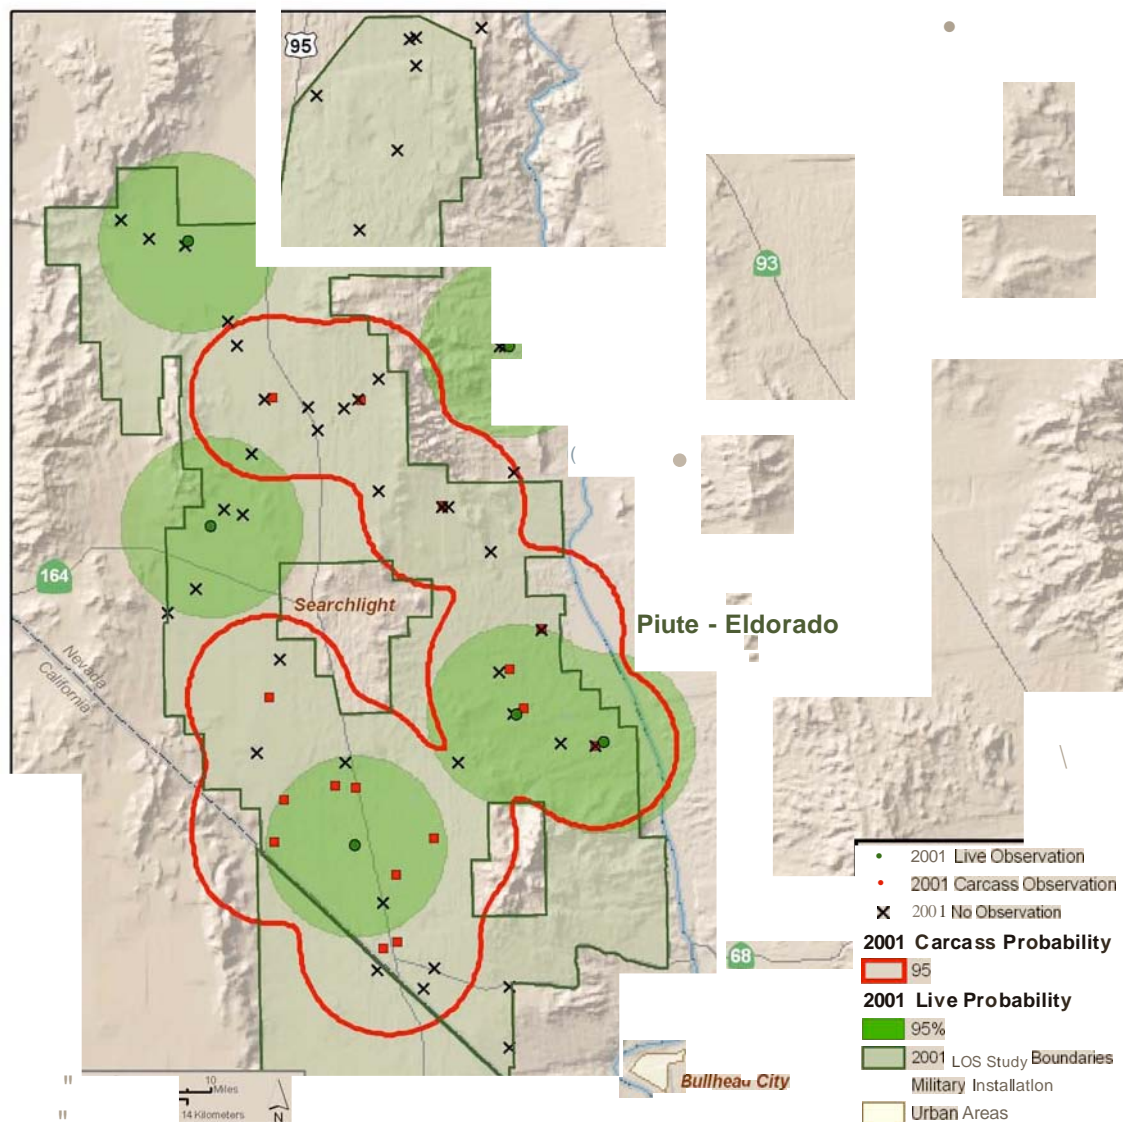 95
93
164
Searchlight
Piute - Eldorado
Nevada
California
68
2001 Live Observation
2001 Carcass Observation
2001 No Observation
2001 Carcass Probability
95
2001 Live Probability
95%
2001 LOS Study Boundaries
Military Installation
Urban Areas
Bullhead City
10
Miles
14 Kilometers
N